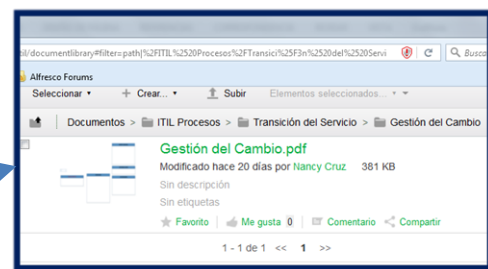 til/documentlibrary#filter=path|%2FITIL%2520Procesos%2FTransici%25F3n%2520del%2520Servi
Busca
Alfresco Forums
Seleccionar Crear... Subir Elementos seleccionados...
Documentos > ITIL Procesos > Transición del Servicio > Gestión del Cambio
Gestión del Cambio.pdf
Modificado hace 20 días por Nancy Cruz 381 KB
Sin descripción
Sin etiquetas
Favorito Me gusta 0 Comentario Compartir
1 - 1 de 1 << 1 >>